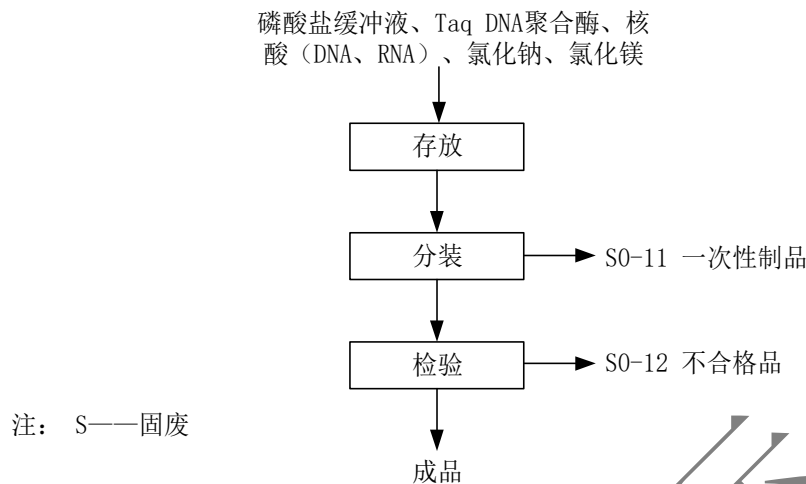 磷酸盐缓冲液、Taq DNA聚合酶、核
酸（DNA、RNA）、氯化钠、氯化镁
存放
分装
S0-11 一次性制品
检验
S0-12 不合格品
注： S——固废
成品